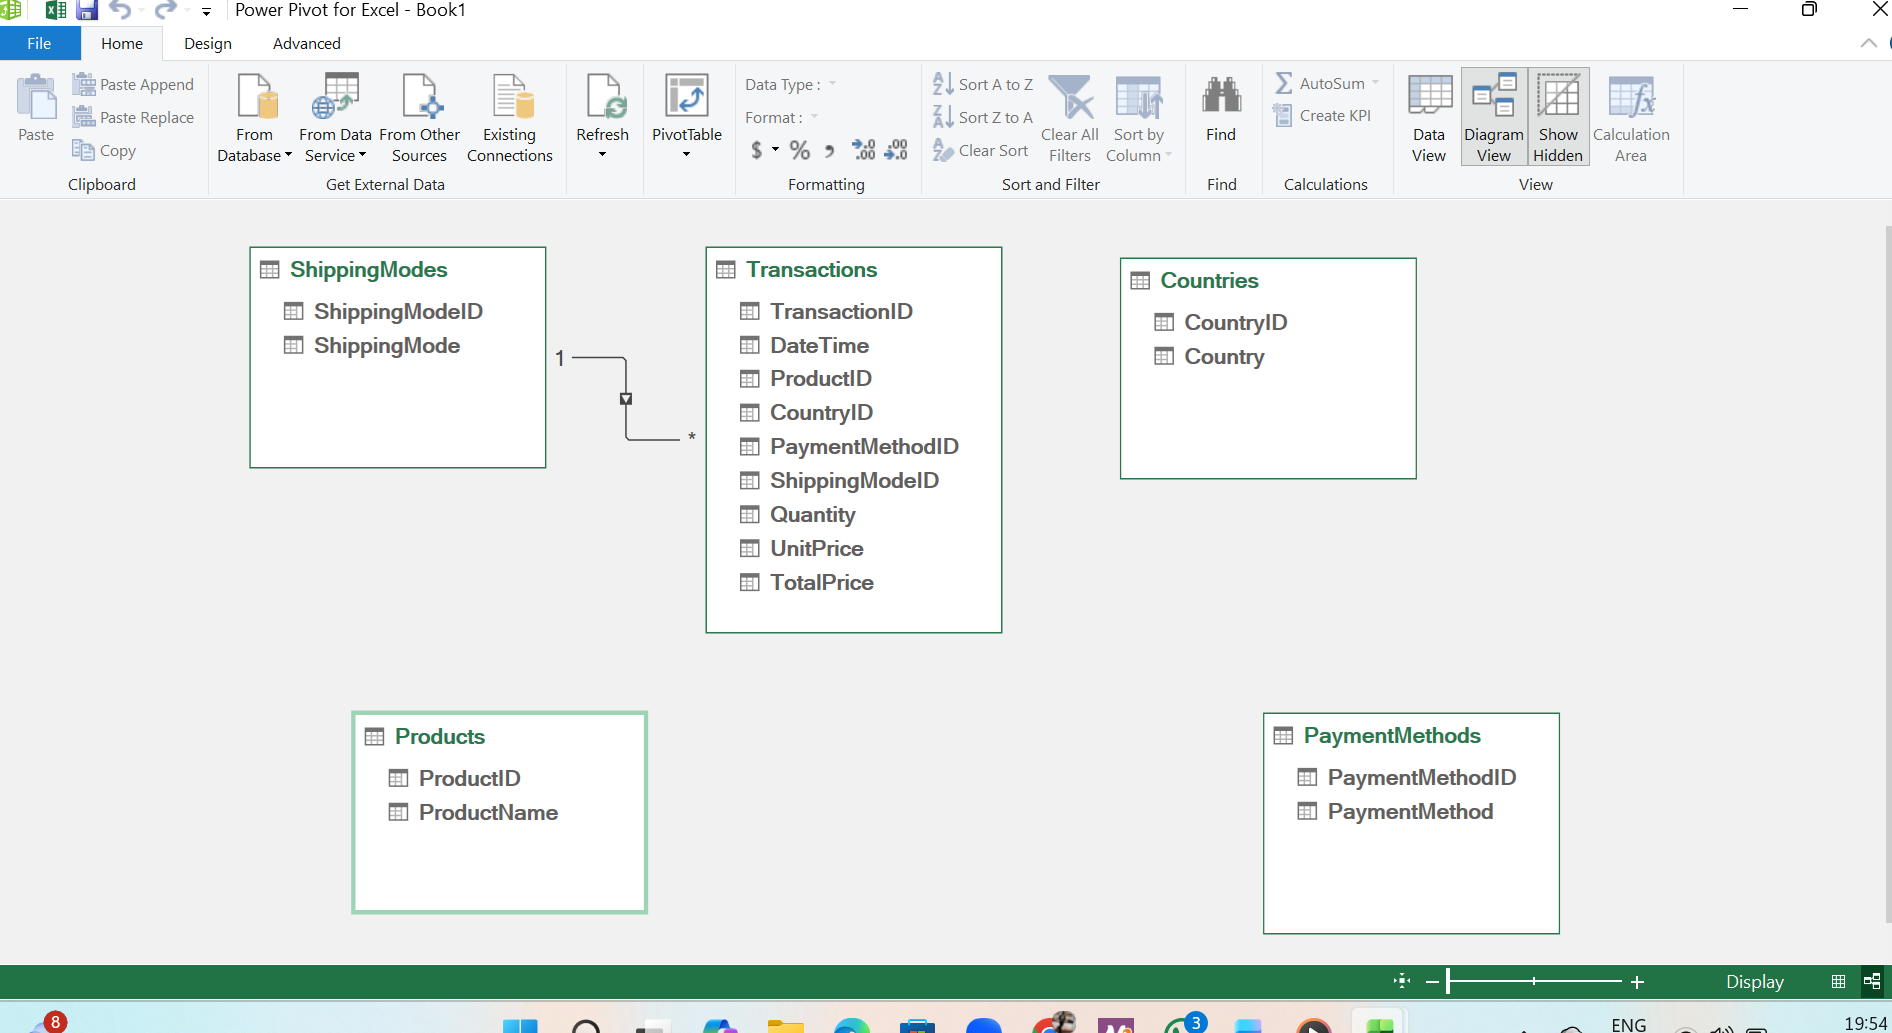 Power Pivot for Excel - Book1
File Home Design Advanced
Paste
Paste Append
Paste Replace
Copy
Clipboard
From Database
From Data Service
From Other Sources
Existing Connections
Get External Data
Refresh
PivotTable
Data Type :
Format :
$ % , .00 .00
Formatting
Sort A to Z
Sort Z to A
Clear Sort
Clear All Filters
Sort by Column
Sort and Filter
Find
Find
AutoSum
Create KPI
Calculations
Data View
Diagram View
Show Hidden
Calculation Area
View
ShippingModes
ShippingModeID
ShippingMode
1
*
Transactions
TransactionID
DateTime
ProductID
CountryID
PaymentMethodID
ShippingModeID
Quantity
UnitPrice
TotalPrice
Countries
CountryID
Country
Products
ProductID
ProductName
PaymentMethods
PaymentMethodID
PaymentMethod
Display
8
3
ENG
19:54